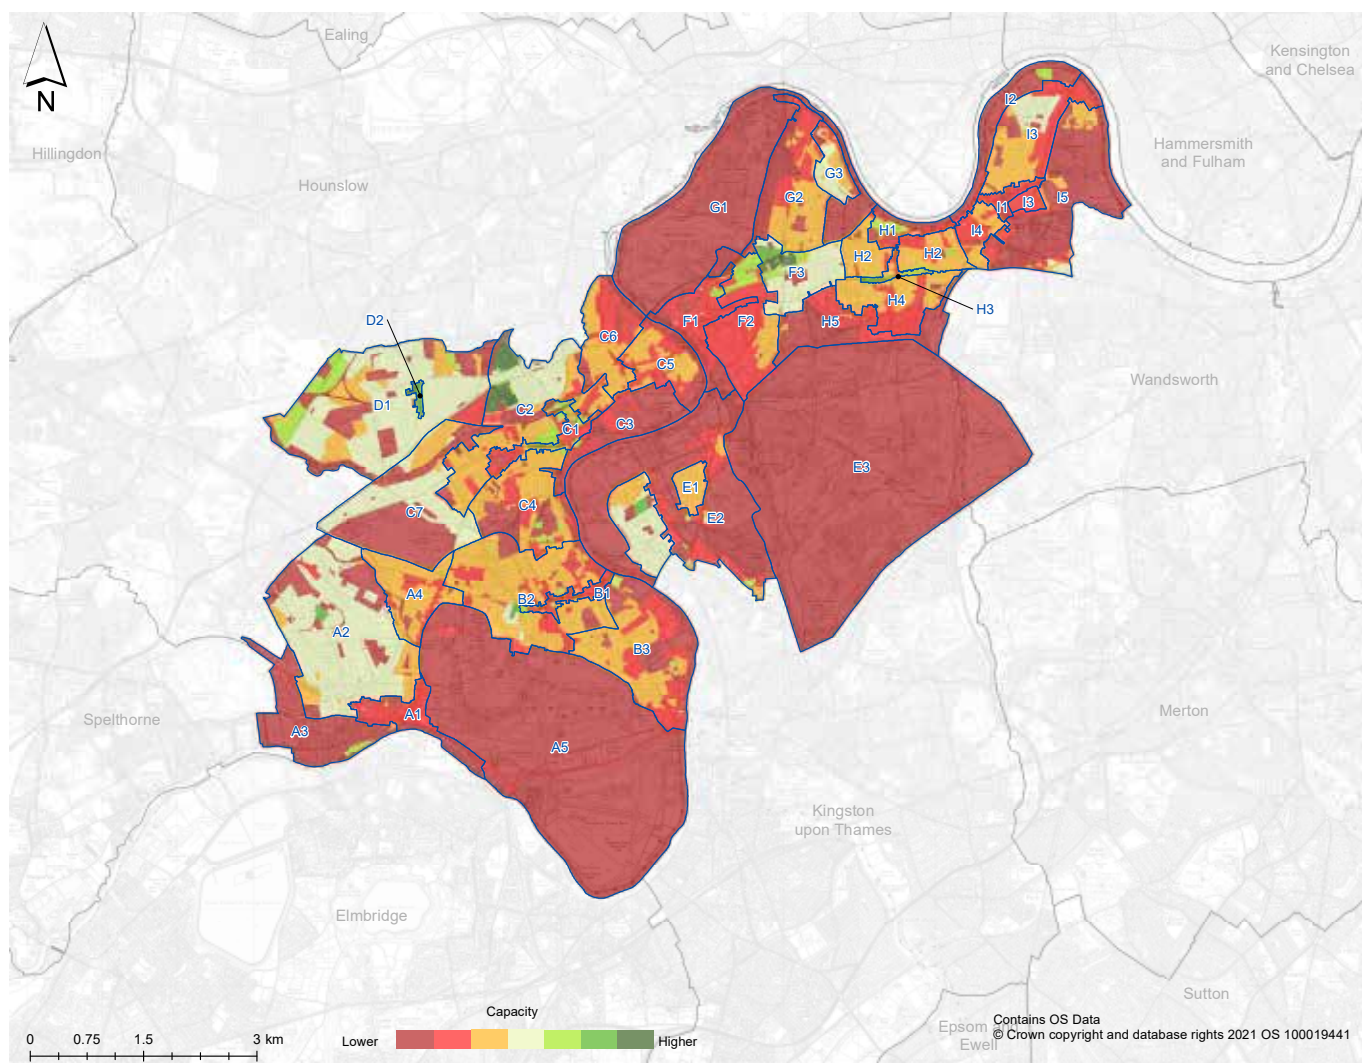 Ealing
Kensington
and Chelsea
N
I2
Hillingdon
I3
Hammersmith
and Fulham
Hounslow
G3
G2
I5
I3
I1
G1
H1
I4
H2
H2
F3
H4
H3
D2
F1
F2
H5
C6
C5
Wandsworth
D1
C2
C3
C1
E3
E1
C4
C7
E2
A4
B1
B2
A2
B3
Spelthorne
A1
Merton
A3
A5
Kingston
upon Thames
Elmbridge
Sutton
Capacity
Contains OS Data
Epsom and
Ewell
© Crown copyright and database rights 2021 OS 100019441
0 0.75 1.5 3 km
Lower
Higher